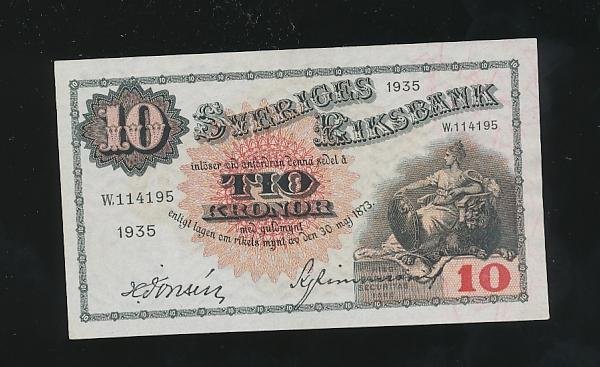 10
SVERIGES
1935
RIKSBANK
W.114195
inlöser vid anfordran denna sedel å
TIO
W.114195
KRONOR
med guldmynt
1935
enligt lagen om rikets mynt av den 30 maj 1873.
10